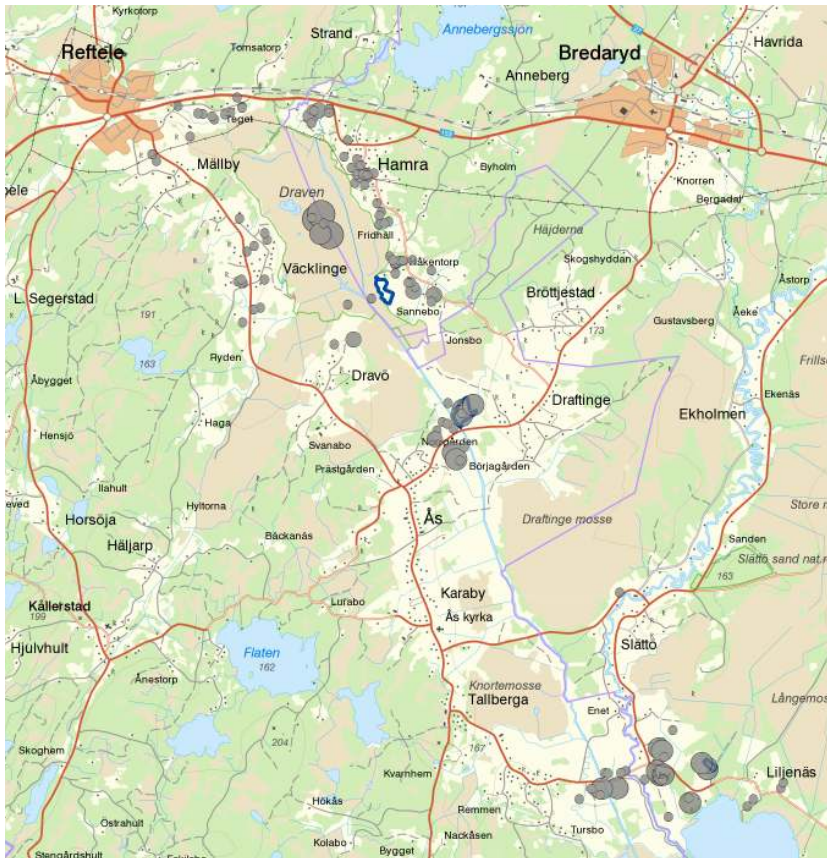 Kyrkotorp
Strand
Annebergssjön
Havrida
Reftele
Tomsatorp
Bredaryd
Anneberg
Teget
Mällby
Hamra
Byholm
Knorren
Bergadal
Draven
Häjderna
Fridhäll
Väcklinge
Håkentorp
Skogshyddan
Åstorp
L. Segerstad
Sannebo
Bröttjestad
Åeke
191
Gustavsberg
173
Jonsbo
163
Ryden
Åbygget
Dravö
Ekenäs
Draftinge
Ekholmen
Haga
Hensjö
Svanabo
Norrgården
Prästgården
Börjagården
Ilahult
Hyltorna
Horsöja
Ås
Draftinge mosse
Bäckanäs
Sanden
Häljarp
Slättö sand nat.r
163
Karaby
Lurabo
Kållerstad
199
Ås kyrka
Hjulvhult
Flaten
162
Slättö
Ånestorp
Knortemosse
Tallberga
Enet
Långemos
204
Skoghem
167
Kvarnhem
Liljenäs
Hökås
Remmen
Östrahult
Tursbo
Nackåsen
Kolabo
Bygget
Stengårdshult